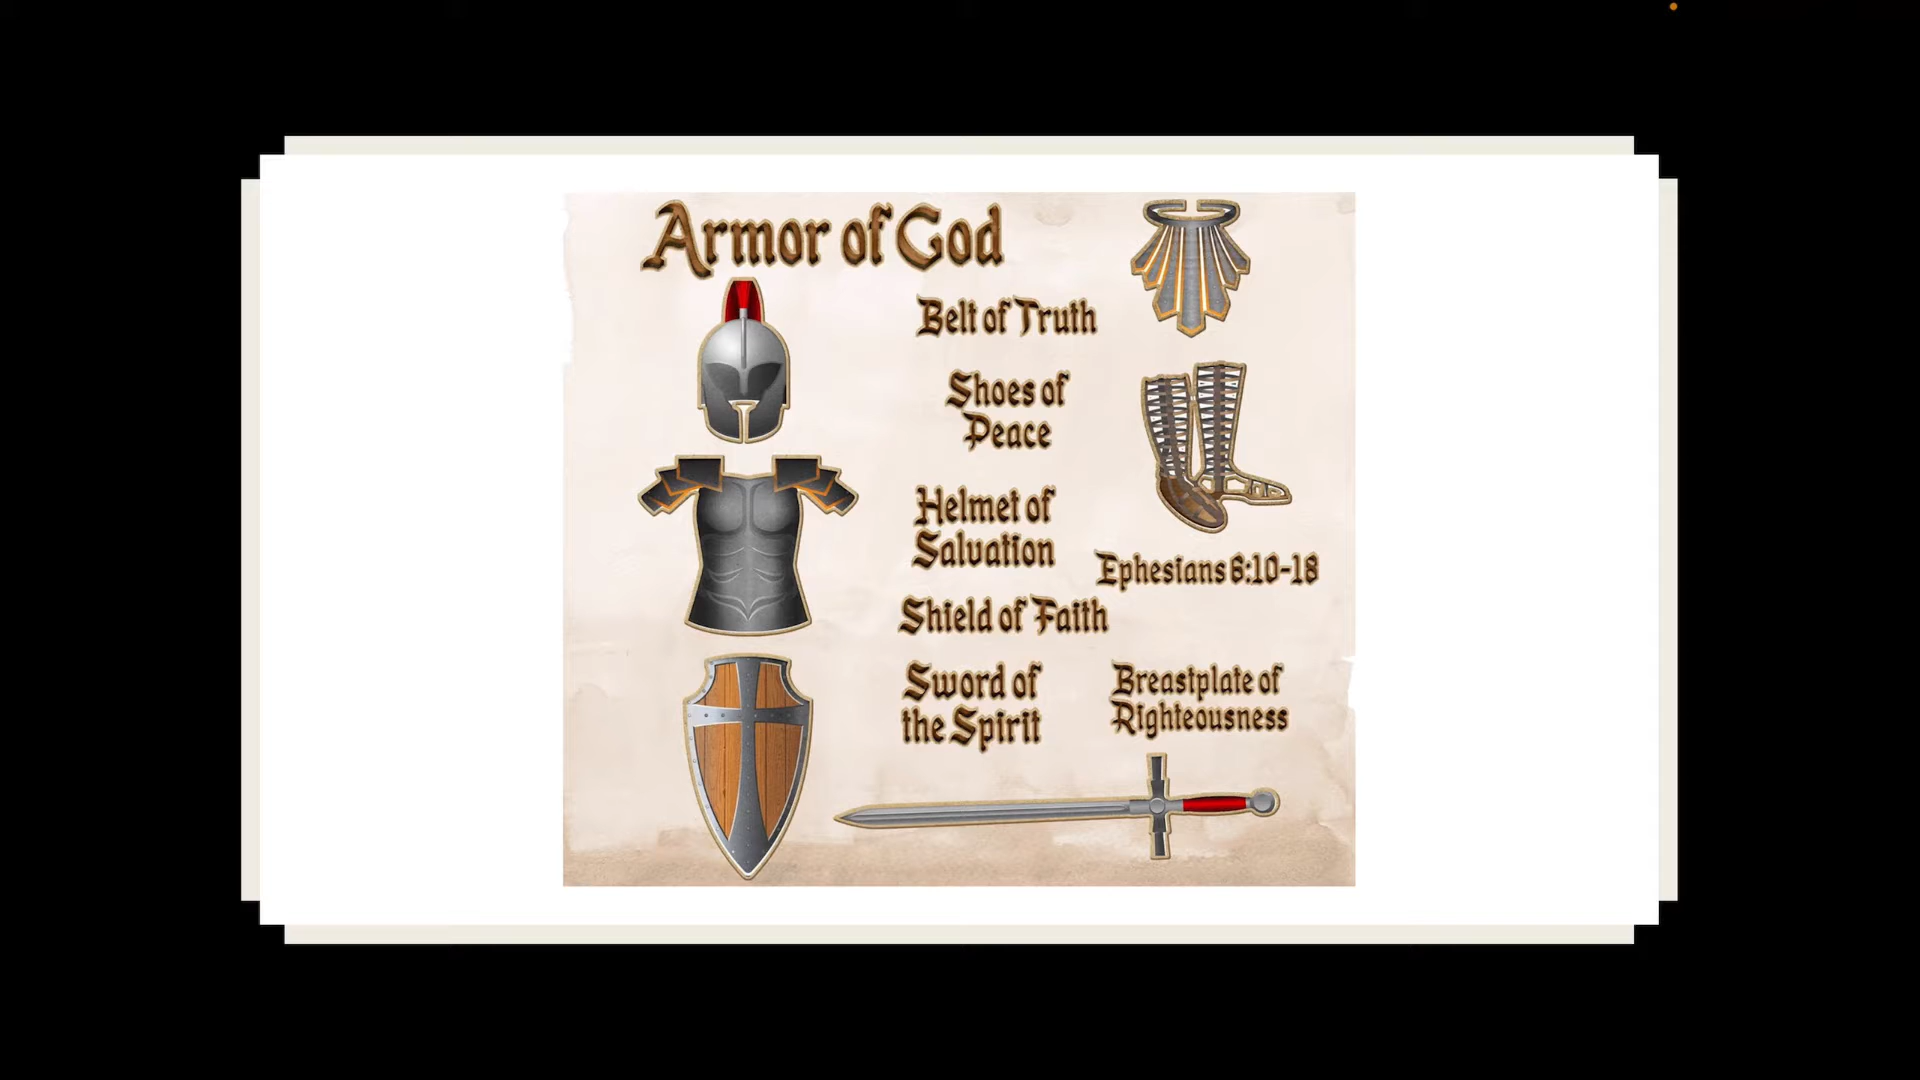 Armor of God
Belt of Truth
Shoes of
Peace
Helmet of
Salvation
Ephesians 6:10-18
Shield of Faith
Sword of
the Spirit
Breastplate of
Righteousness